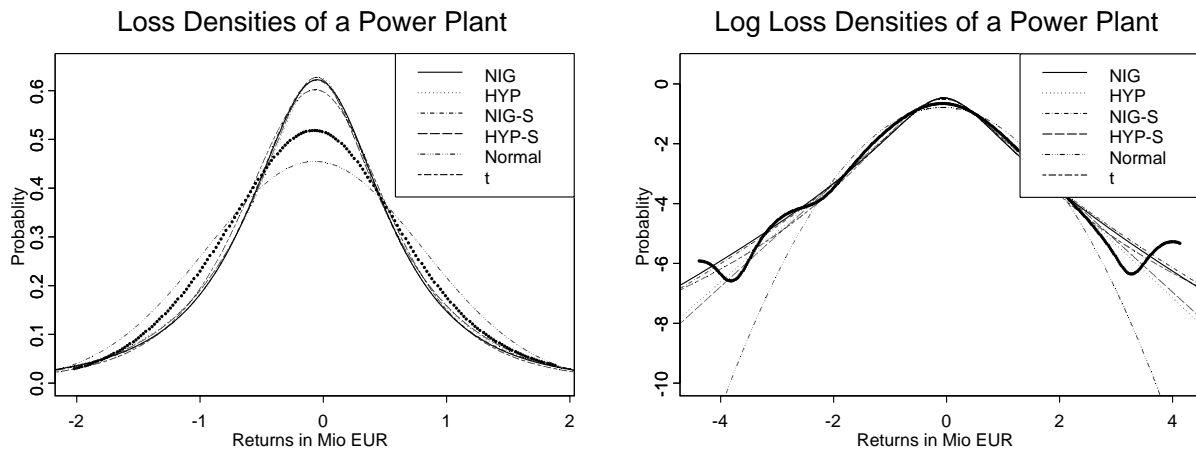 Loss Densities of a Power Plant
NIG
HYP
NIG-S
HYP-S
Normal
t
Probablity
0.0
0.1
0.2
0.3
0.4
0.5
0.6
-2
-1
0
1
2
Returns in Mio EUR
Log Loss Densities of a Power Plant
NIG
HYP
NIG-S
HYP-S
Normal
t
Probablity
0
-2
-4
-6
-8
-10
-4
-2
0
2
4
Returns in Mio EUR